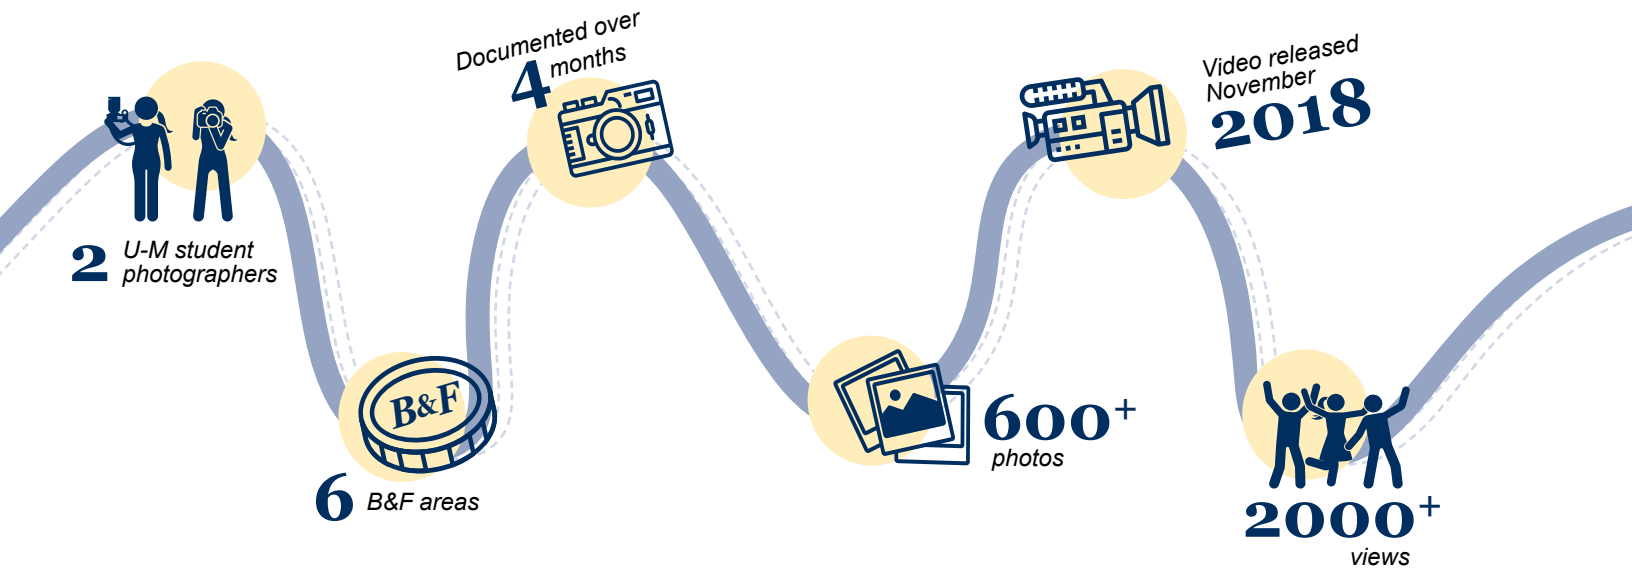 2 U-M student
photographers
B&F
6 B&F areas
Documented over
4 months
600+
photos
Video released
November
2018
2000+
views